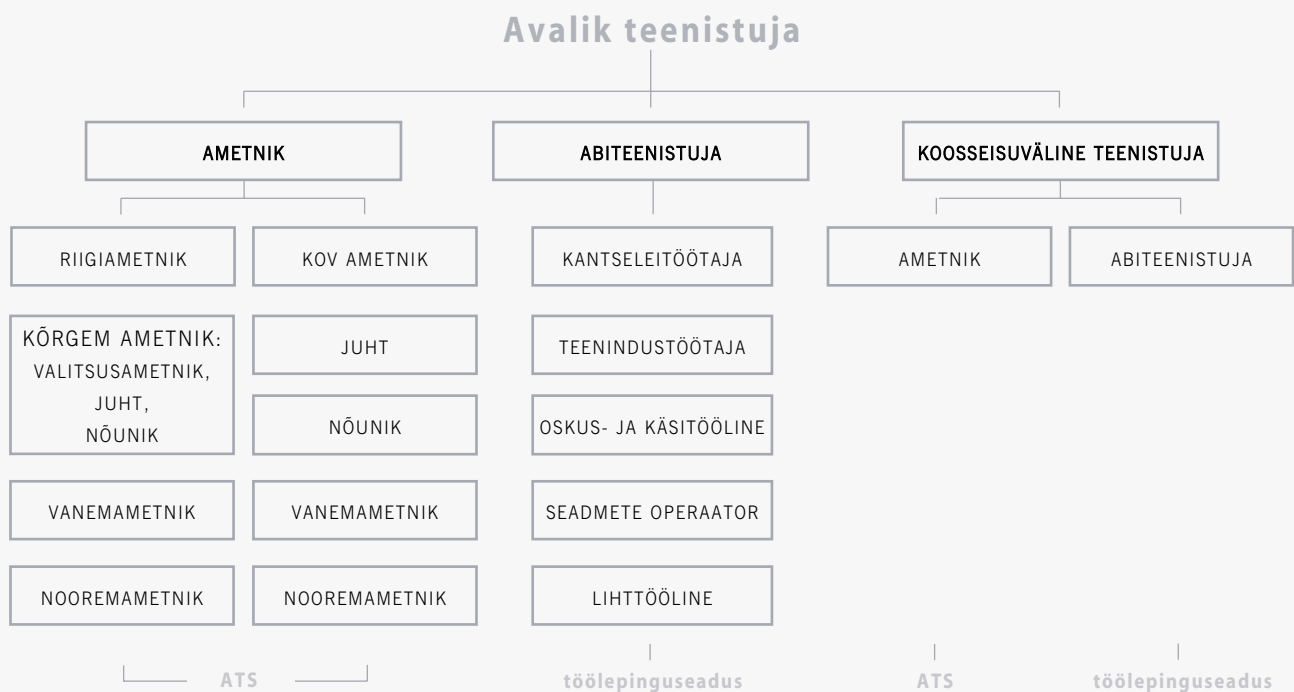 Avalik teenistuja
AMETNIK
ABITEENISTUJA
KOOSSEISUVÄLINE TEENISTUJA
RIIGIAMETNIK
KOV AMETNIK
KANTSELEITÖÖTAJA
AMETNIK
ABITEENISTUJA
KÕRGEM AMETNIK:
VALITSUSAMETNIK,
JUHT,
NÕUNIK
JUHT
TEENINDUSTÖÖTAJA
NÕUNIK
OSKUS- JA KÄSITÖÖLINE
VANEMAMETNIK
VANEMAMETNIK
SEADMETE OPERAATOR
NOOREMAMETNIK
NOOREMAMETNIK
LIHTTÖÖLINE
ATS
töölepinguseadus
ATS
töölepinguseadus